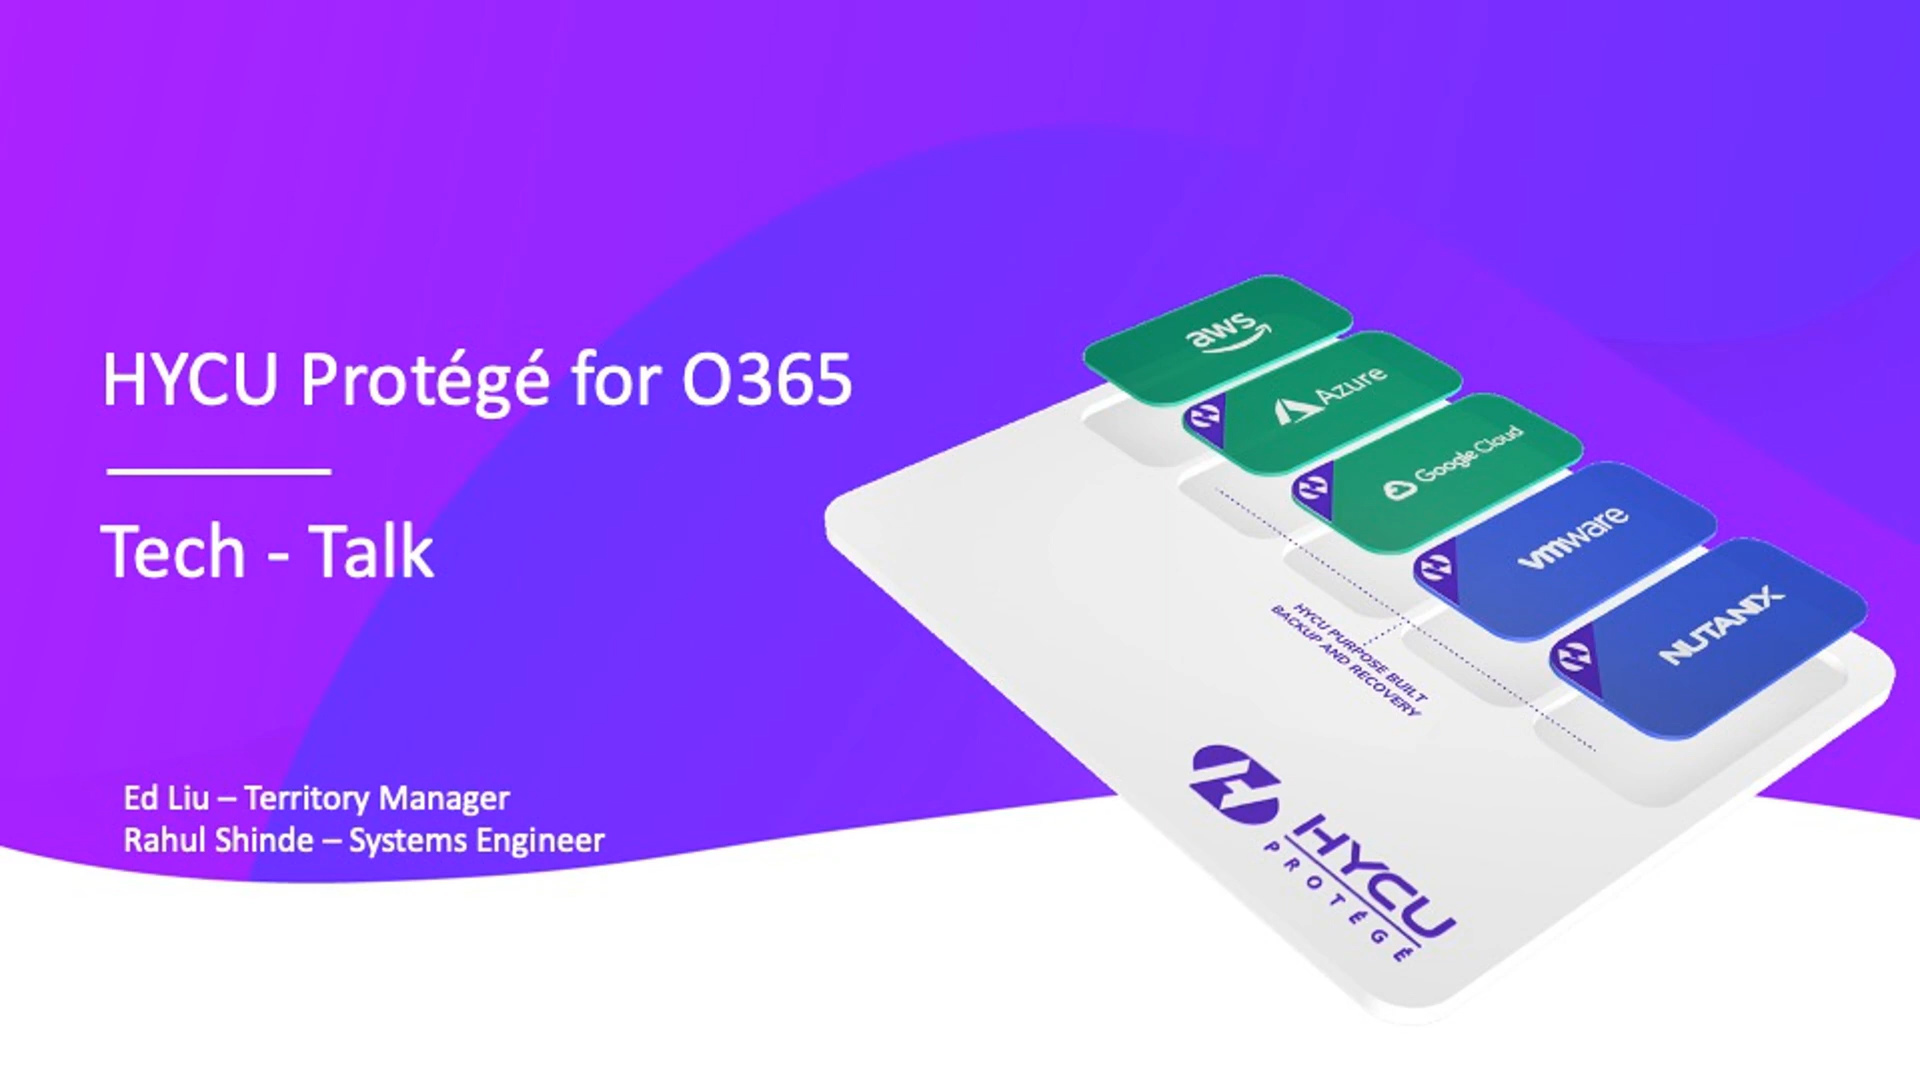 HYCU Protégé for O365
Tech - Talk
Ed Liu – Territory Manager
Rahul Shinde – Systems Engineer
aws
Azure
Google Cloud
vmware
NUTANIX
HYCU PURPOSE BUILT
BACKUP AND RECOVERY
HYCU
PROTÉGÉ